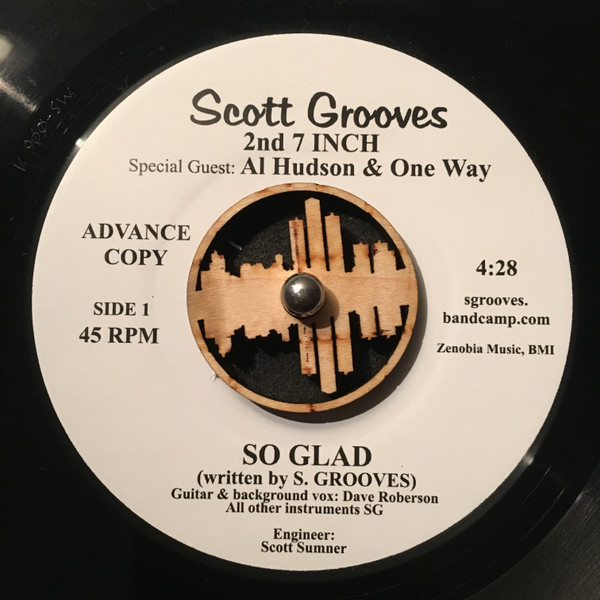 Scott Grooves
2nd 7 INCH
Special Guest: Al Hudson & One Way
ADVANCE
COPY
SIDE 1
45 RPM
4:28
sgrooves.
bandcamp.com
Zenobia Music, BMI
SO GLAD
(written by S. GROOVES)
Guitar & background vox: Dave Roberson
All other instruments SG
Engineer:
Scott Sumner